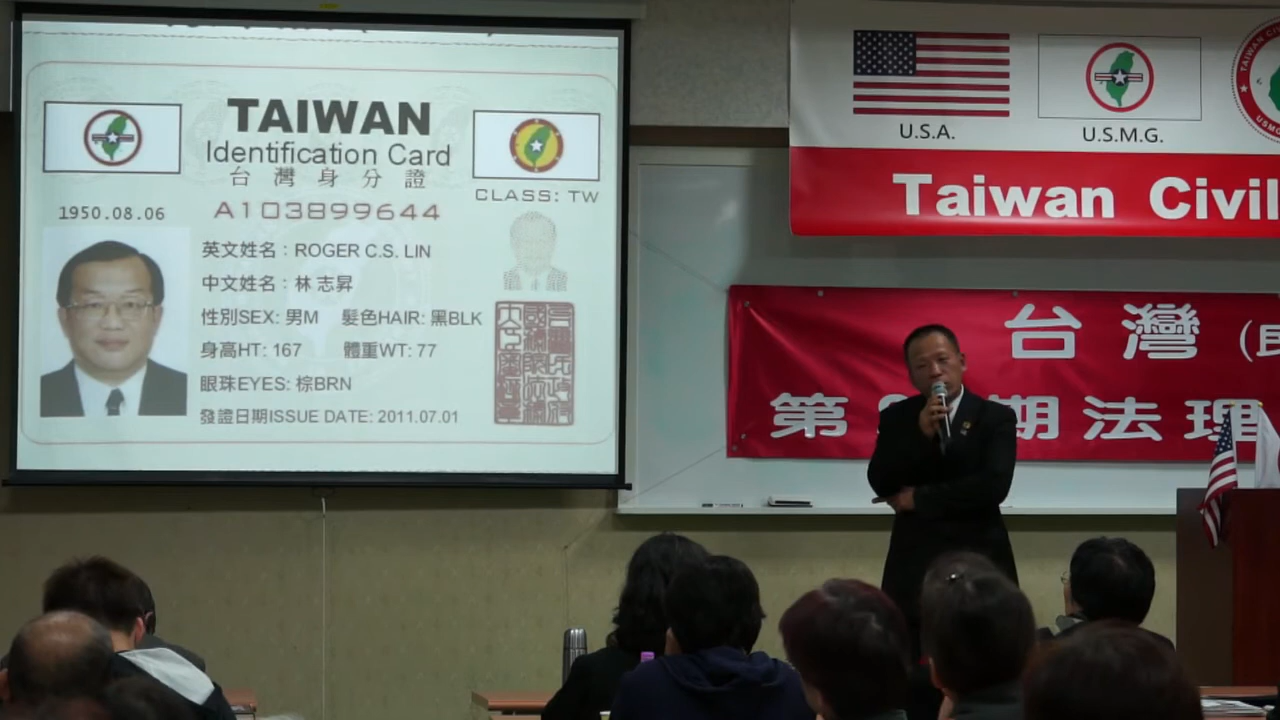 TAIWAN
Identification Card
台灣身分證
CLASS: TW
1950.08.06
A103899644
英文姓名：ROGER C.S. LIN
中文姓名：林 志昇
性別SEX: 男M 髮色HAIR: 黑BLK
身高HT: 167 體重WT: 77
眼珠EYES: 棕BRN
發證日期ISSUE DATE: 2011.07.01
U.S.A.
U.S.M.G.
Taiwan Civil
台灣(民
第 期法理